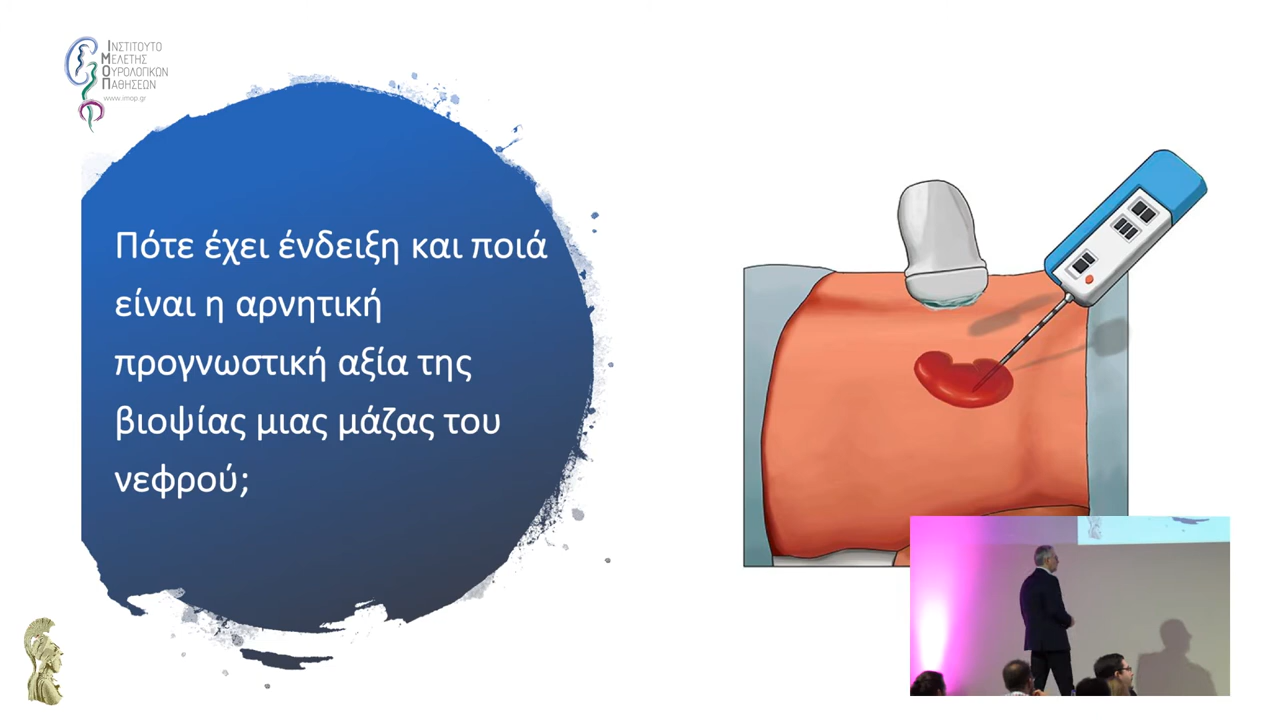 ΙΝΣΤΙΤΟΥΤΟ
ΜΕΛΕΤΗΣ
ΟΥΡΟΛΟΓΙΚΩΝ
ΠΑΘΗΣΕΩΝ
www.imop.gr
Πότε έχει ένδειξη και ποιά
είναι η αρνητική
προγνωστική αξία της
βιοψίας μιας μάζας του
νεφρού;